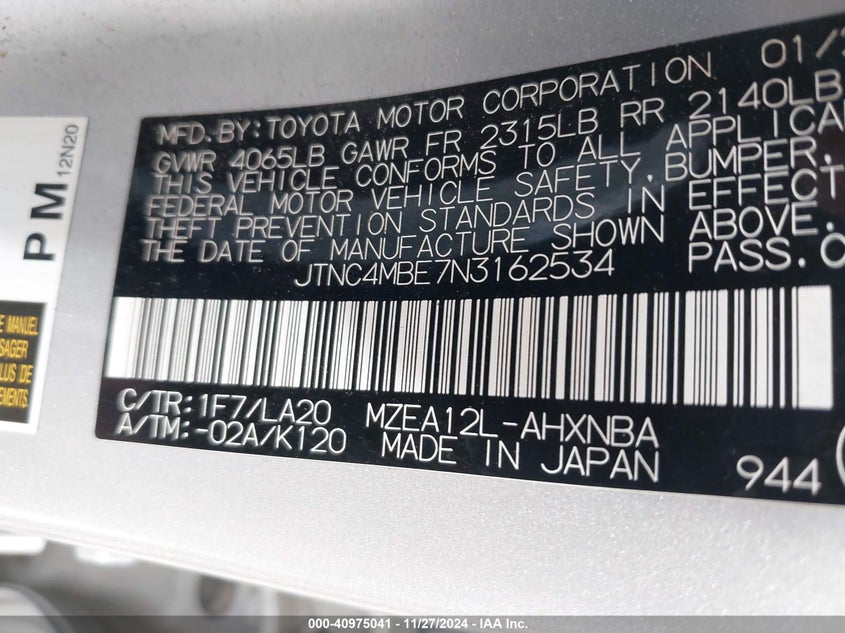 MFD. BY: TOYOTA MOTOR CORPORATION 01/
GVWR 4065LB GAWR FR 2315LB RR 2140LB
THIS VEHICLE CONFORMS TO ALL APPLICA
FEDERAL MOTOR VEHICLE SAFETY, BUMPER,
THEFT PREVENTION STANDARDS IN EFFECT
THE DATE OF MANUFACTURE SHOWN ABOVE.
JTNC4MBE7N3162534 PASS.
C/TR: 1F7/LA20 MZEA12L-AHXNBA
A/TM: -02A/K120 MADE IN JAPAN 944
PM 12N20
E MANUEL
SAGER
LUS DE
EMENTS.
000-40975041 - 11/27/2024 - IAA Inc.